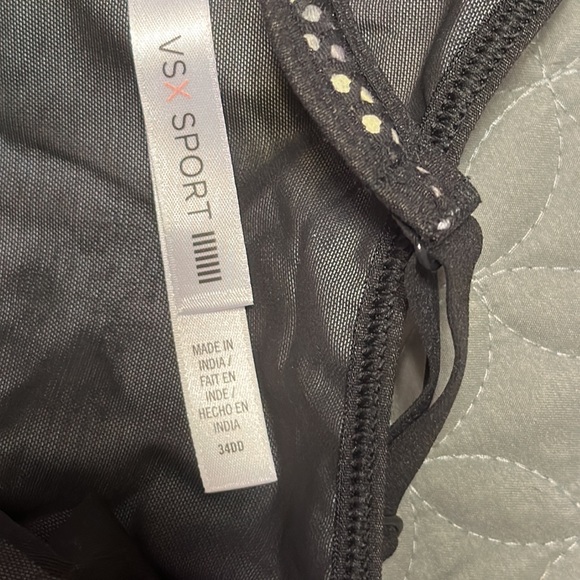 VSX SPORT
MADE IN
INDIA /
FAIT EN
INDE /
HECHO EN
INDIA
34DD